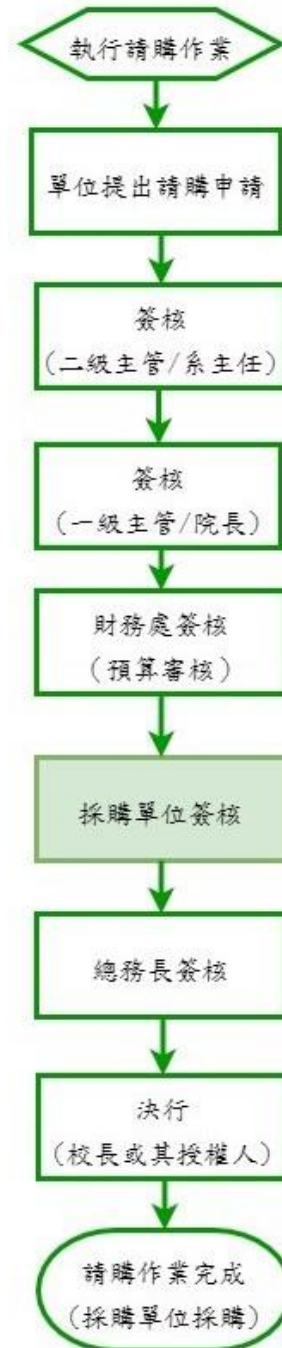 執行請購作業
單位提出請購申請
簽核
(二級主管/系主任)
簽核
(一級主管/院長)
財務處簽核
(預算審核)
採購單位簽核
總務長簽核
決行
(校長或其授權人)
請購作業完成
(採購單位採購)